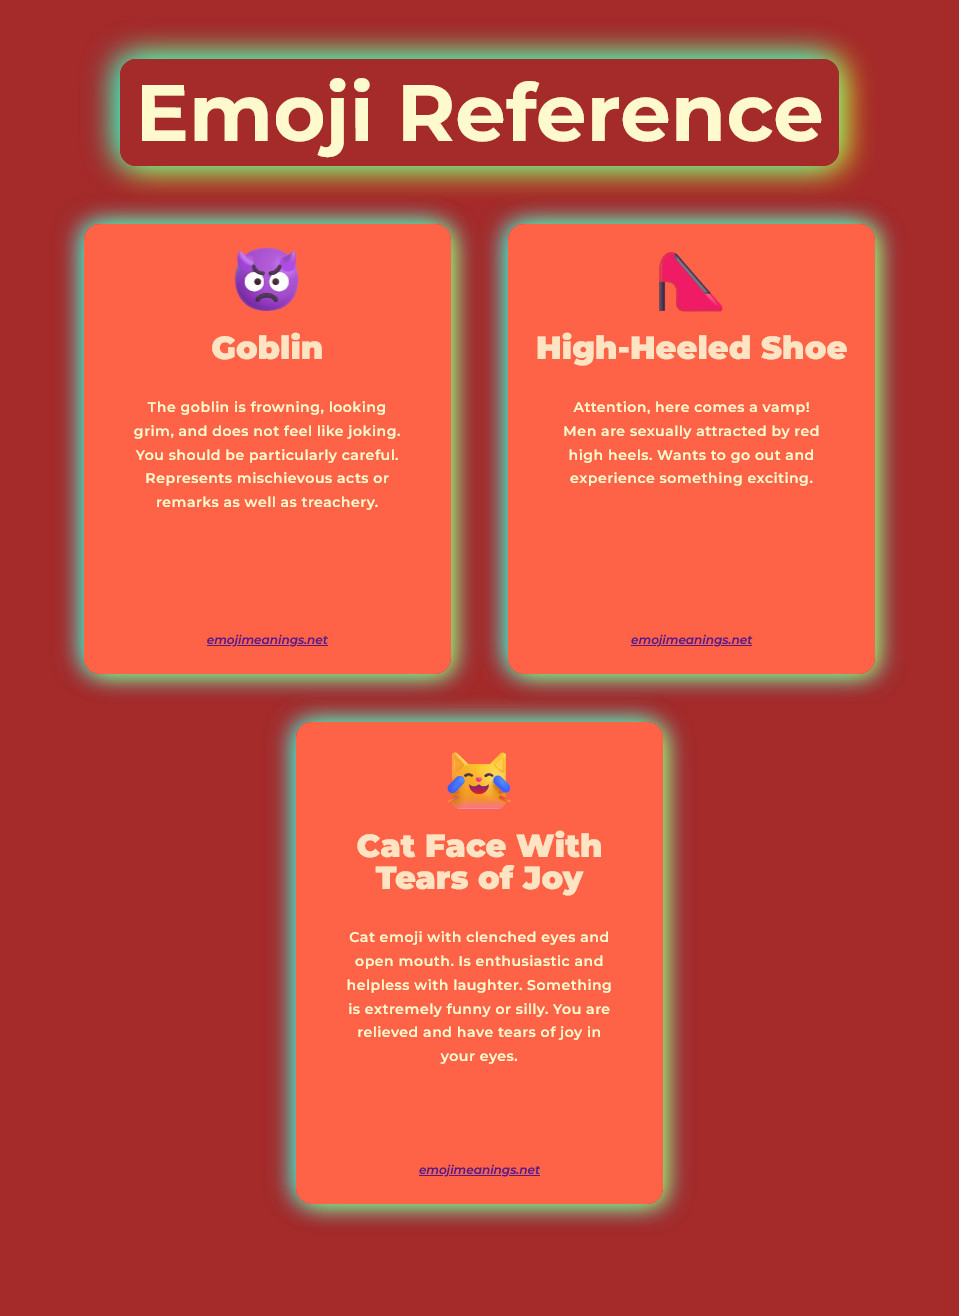 Emoji Reference
Goblin
The goblin is frowning, looking
grim, and does not feel like joking.
You should be particularly careful.
Represents mischievous acts or
remarks as well as treachery.
emojimeanings.net
High-Heeled Shoe
Attention, here comes a vamp!
Men are sexually attracted by red
high heels. Wants to go out and
experience something exciting.
emojimeanings.net
Cat Face With
Tears of Joy
Cat emoji with clenched eyes and
open mouth. Is enthusiastic and
helpless with laughter. Something
is extremely funny or silly. You are
relieved and have tears of joy in
your eyes.
emojimeanings.net